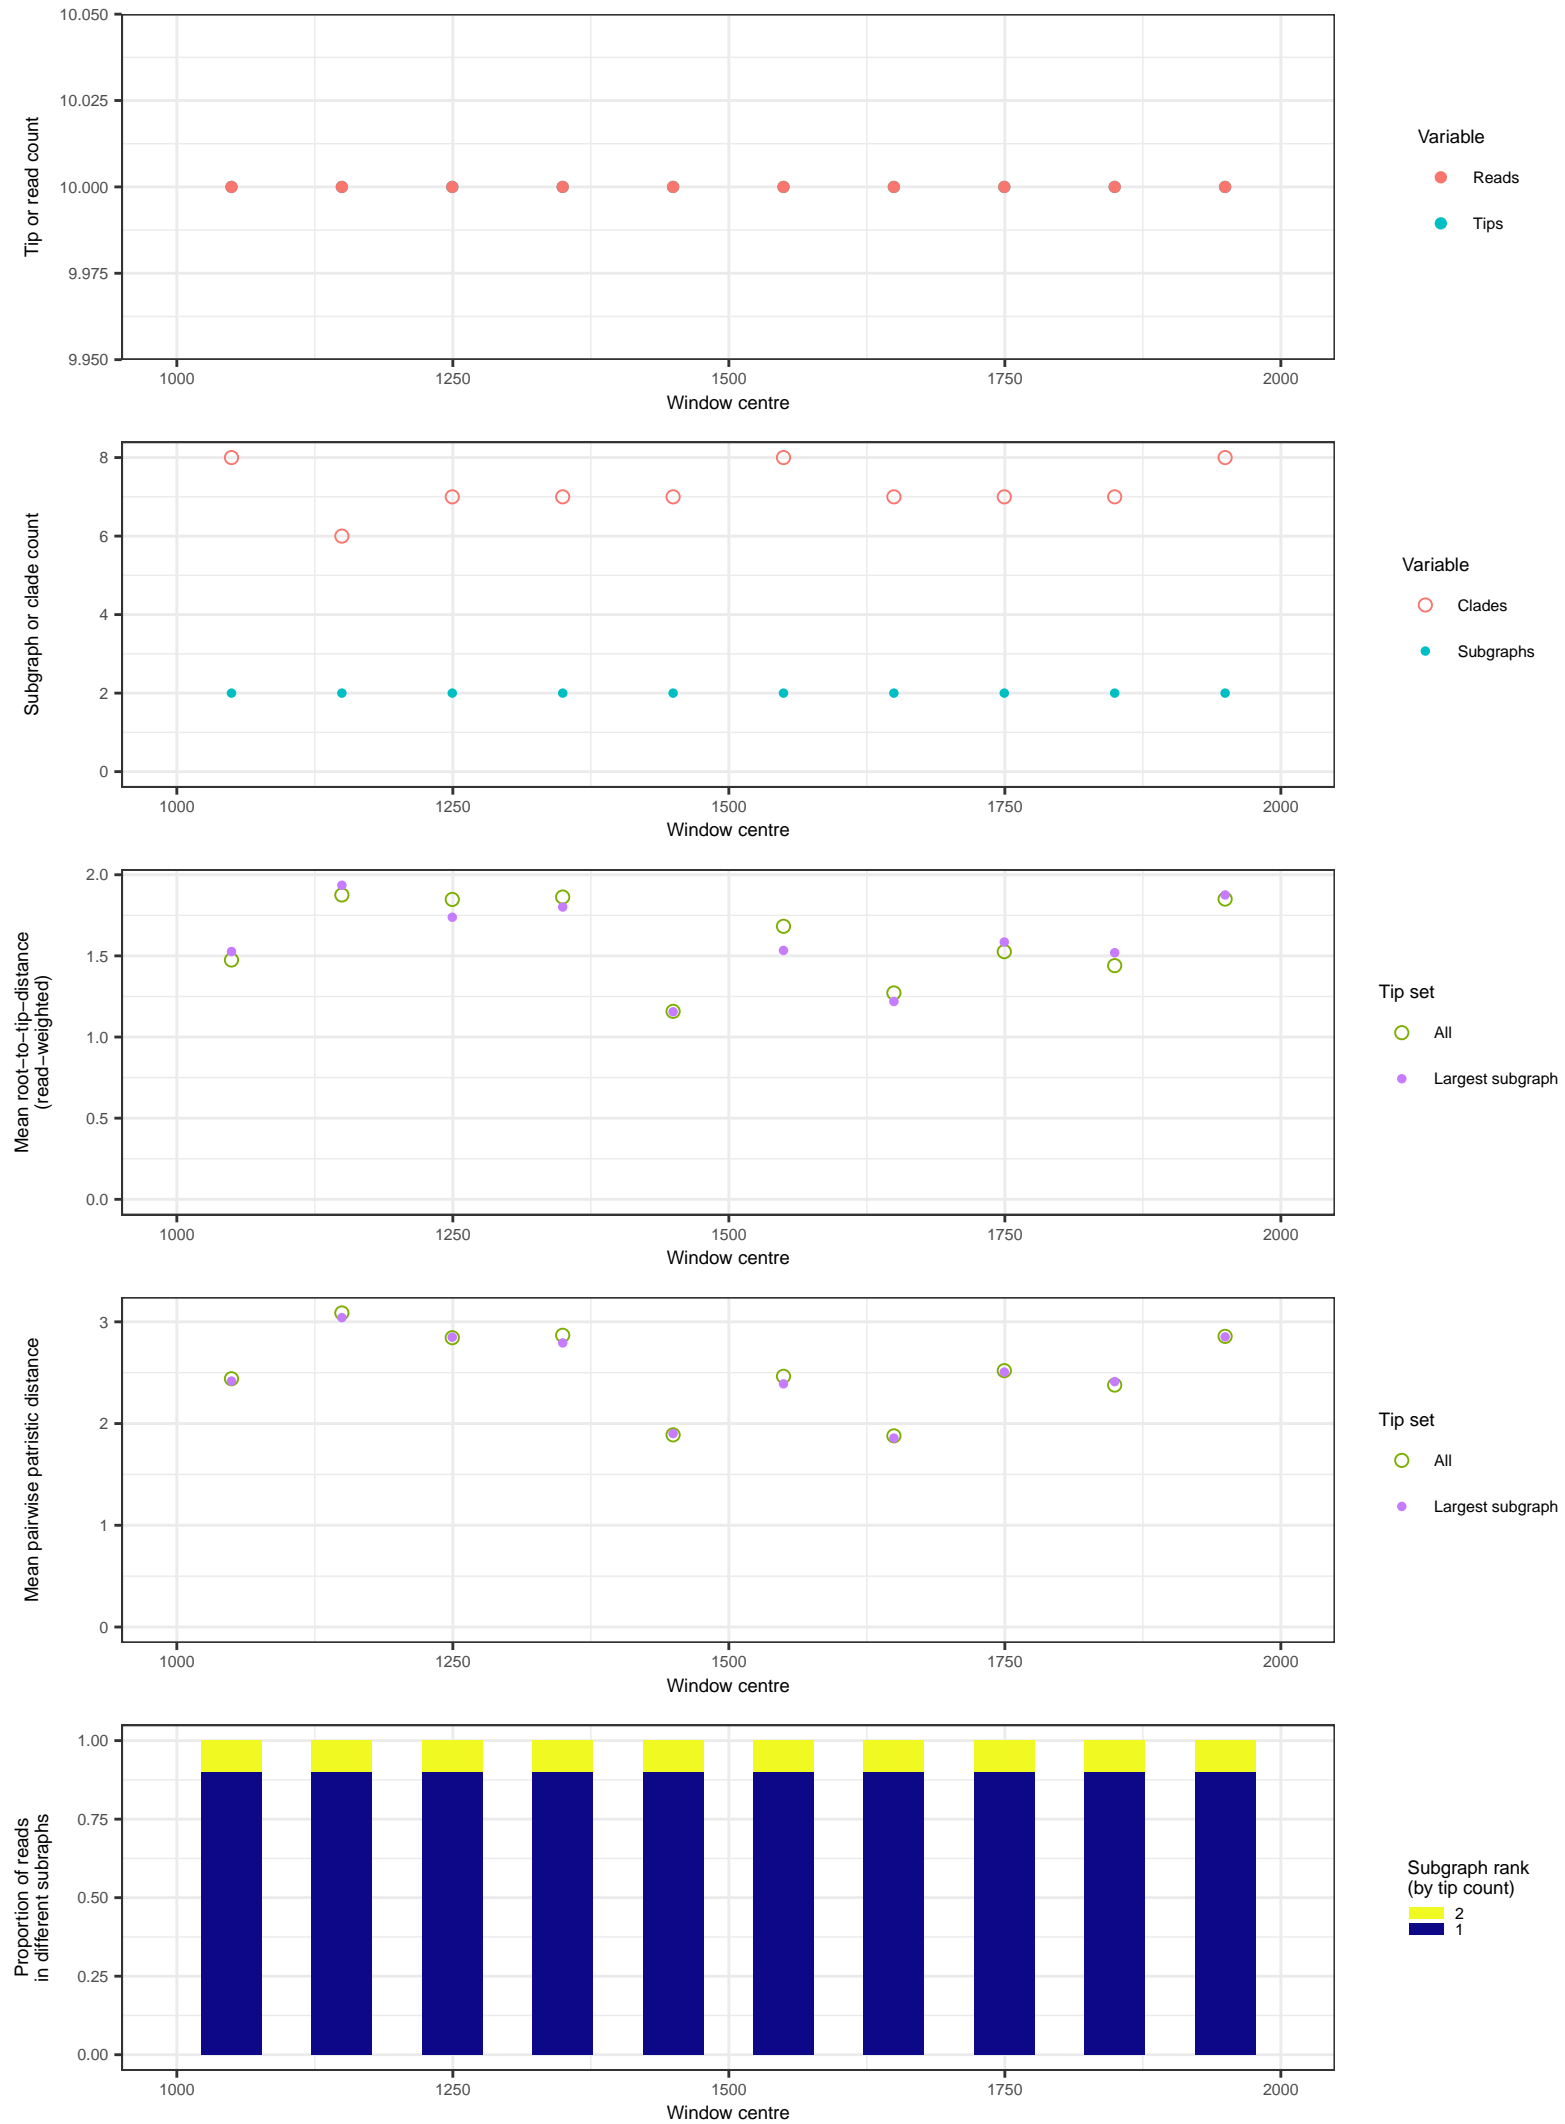 10.050
10.025
10.000
9.975
9.950
Tip or read count
1000 1250 1500 1750 2000
Window centre
Variable
Reads
Tips
8
6
4
2
0
Subgraph or clade count
1000 1250 1500 1750 2000
Window centre
Variable
Clades
Subgraphs
2.0
1.5
1.0
0.5
0.0
Mean root−to−tip−distance
(read−weighted)
1000 1250 1500 1750 2000
Window centre
Tip set
All
Largest subgraph
3
2
1
0
Mean pairwise patristic distance
1000 1250 1500 1750 2000
Window centre
Tip set
All
Largest subgraph
1.00
0.75
0.50
0.25
0.00
Proportion of reads
in different subraphs
1000 1250 1500 1750 2000
Window centre
Subgraph rank
(by tip count)
2
1